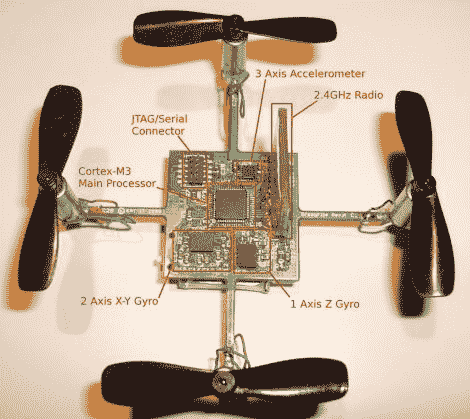 3 Axis Accelerometer
2.4GHz Radio
JTAG/Serial
Connector
Cortex-M3
Main Processor
2 Axis X-Y Gyro
1 Axis Z Gyro